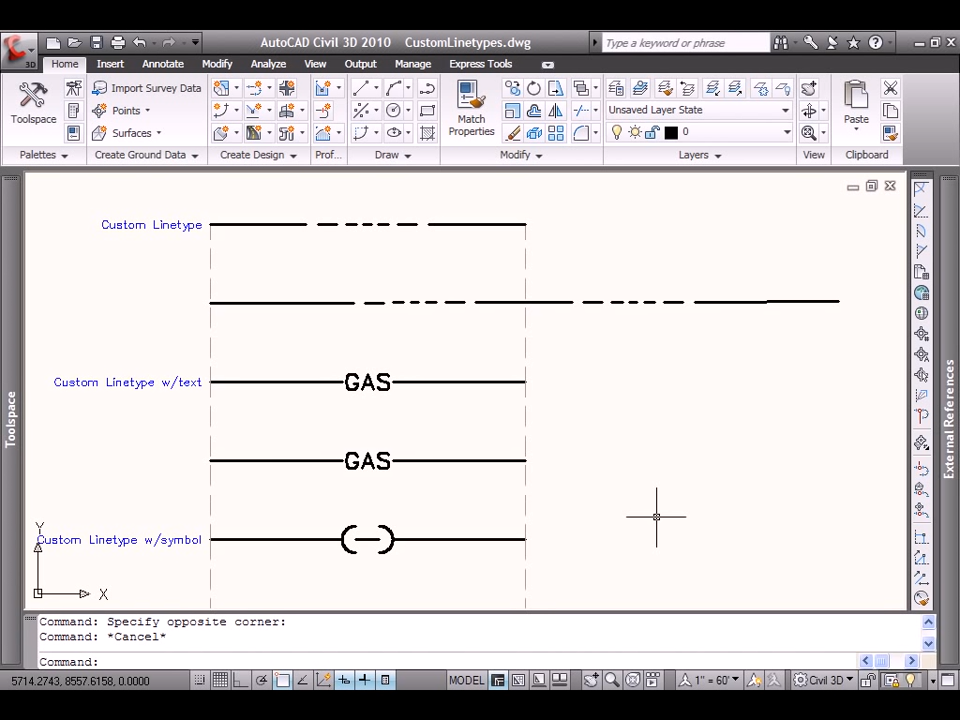 AutoCAD Civil 3D 2010 CustomLinetypes.dwg
Type a keyword or phrase
3D
Home Insert Annotate Modify Analyze View Output Manage Express Tools
Toolspace
Import Survey Data
Points
Surfaces
Match
Properties
Unsaved Layer State
0
Paste
Palettes
Create Ground Data
Create Design
Prof...
Draw
Modify
Layers
View
Clipboard
Toolspace
External References
Custom Linetype
Custom Linetype w/text
GAS
GAS
Custom Linetype w/symbol
Y
X
Command: Specify opposite corner:
Command: *Cancel*
Command:
5714.2743, 8557.6158, 0.0000
MODEL
1" = 60'
Civil 3D